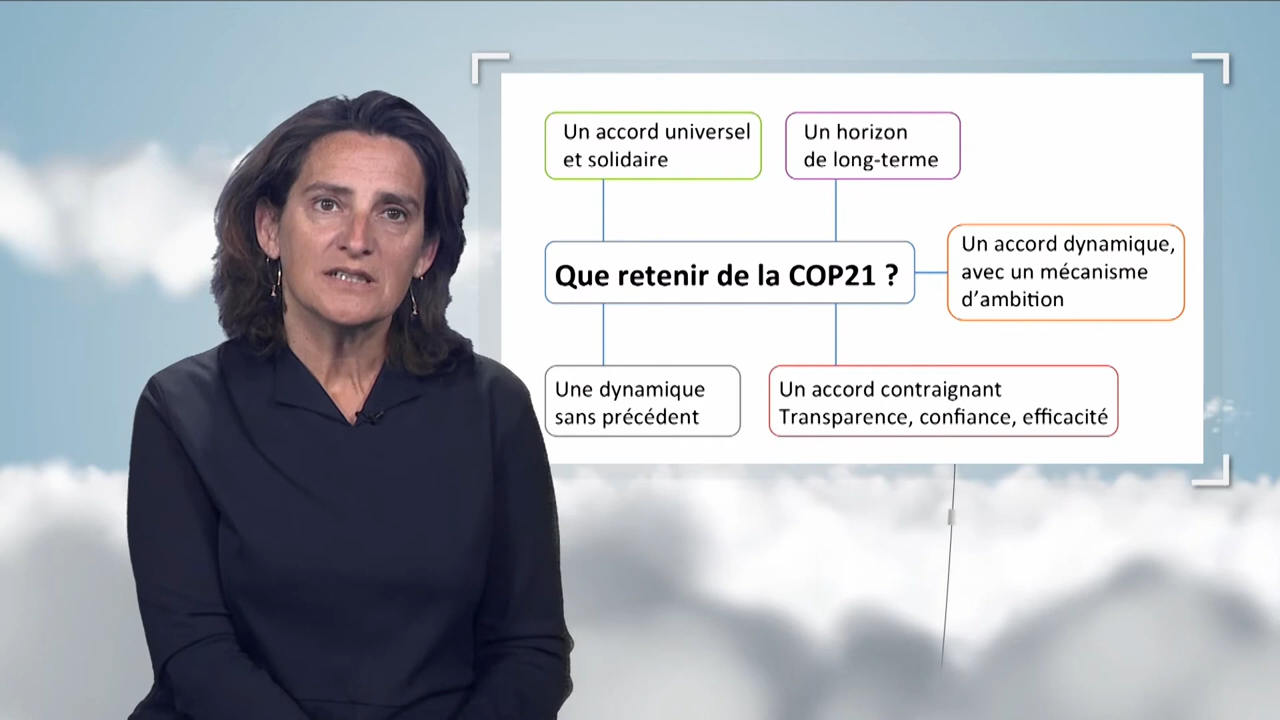 Un accord universel
et solidaire
Un horizon
de long-terme
Que retenir de la COP21 ?
Un accord dynamique,
avec un mécanisme
d’ambition
Une dynamique
sans précédent
Un accord contraignant
Transparence, confiance, efficacité